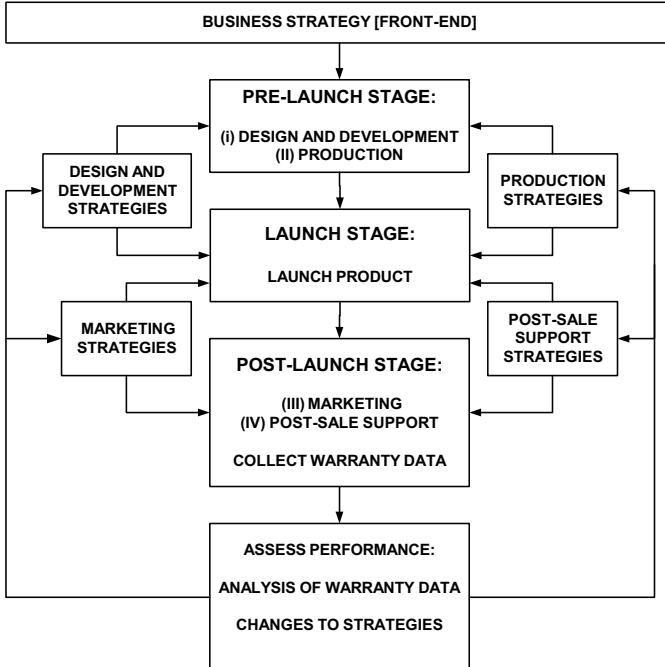 BUSINESS STRATEGY [FRONT-END]
PRE-LAUNCH STAGE:
(i) DESIGN AND DEVELOPMENT
(II) PRODUCTION
DESIGN AND
DEVELOPMENT
STRATEGIES
PRODUCTION
STRATEGIES
LAUNCH STAGE:
LAUNCH PRODUCT
MARKETING
STRATEGIES
POST-SALE
SUPPORT
STRATEGIES
POST-LAUNCH STAGE:
(III) MARKETING
(IV) POST-SALE SUPPORT
COLLECT WARRANTY DATA
ASSESS PERFORMANCE:
ANALYSIS OF WARRANTY DATA
CHANGES TO STRATEGIES